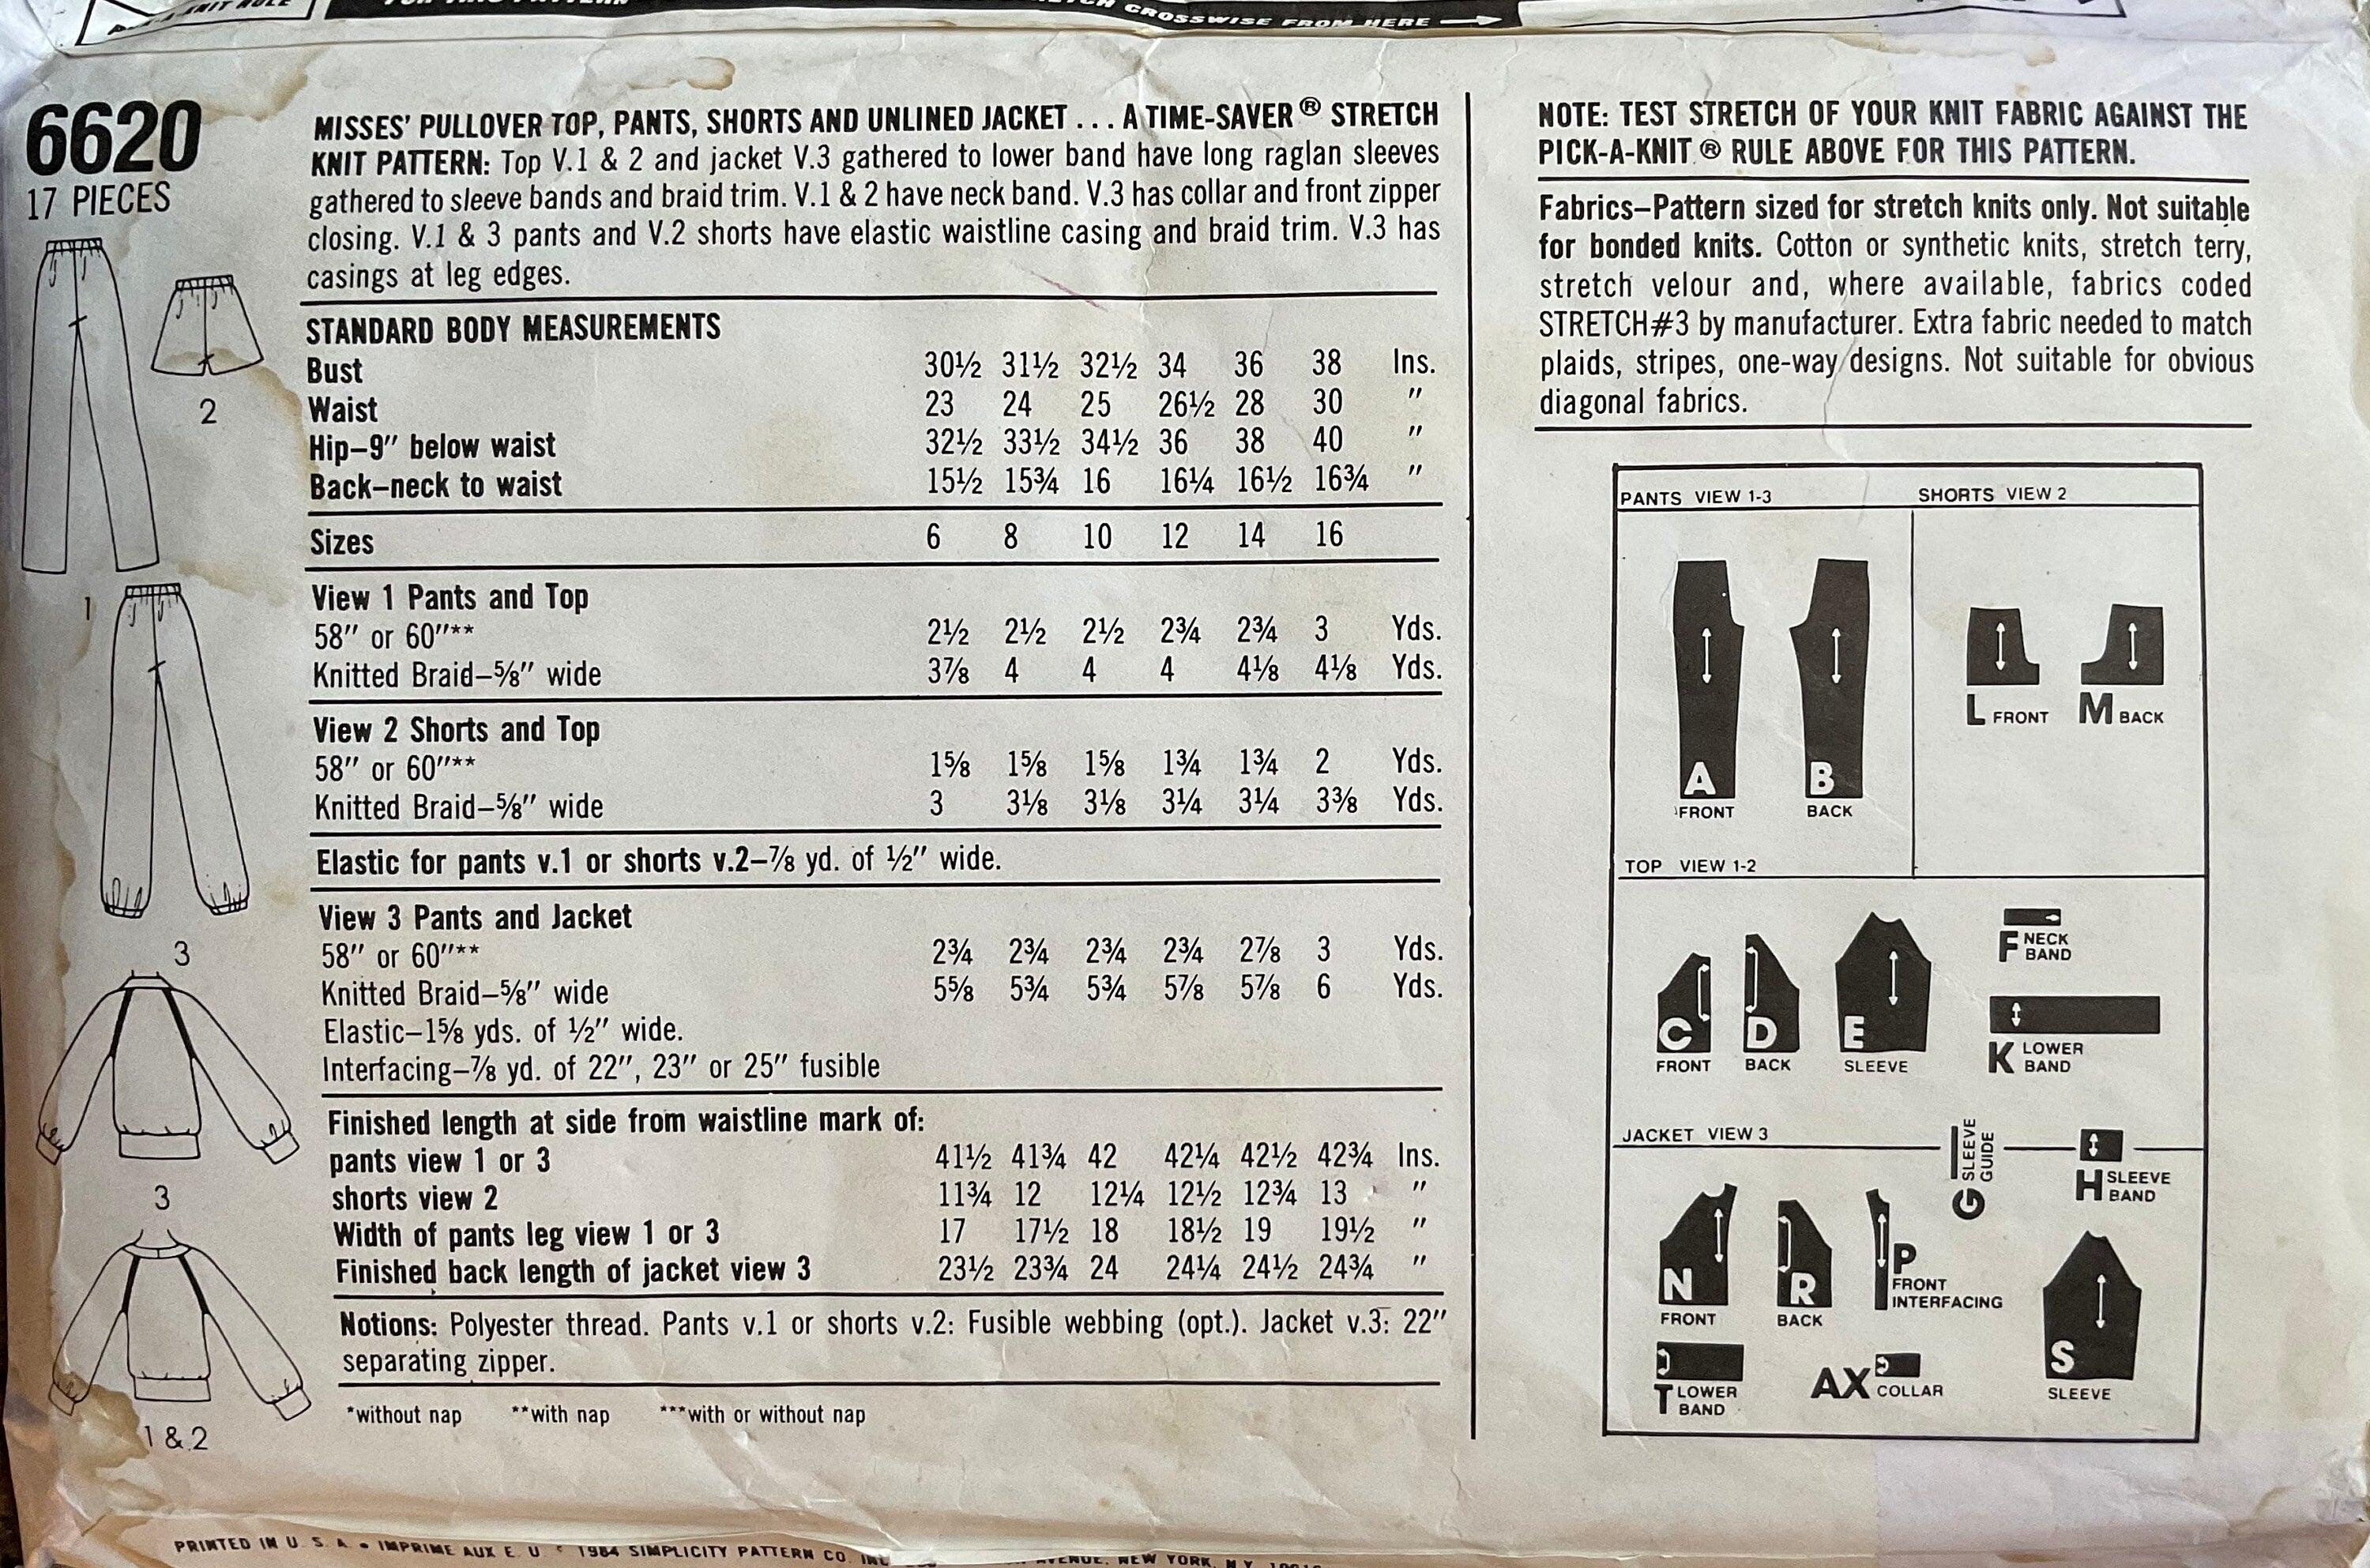 KNIT RULE
CROSSWISE FROM HERE
6620
17 PIECES
MISSES' PULLOVER TOP, PANTS, SHORTS AND UNLINED JACKET . . . A TIME-SAVER® STRETCH
KNIT PATTERN: Top V.1 & 2 and jacket V.3 gathered to lower band have long raglan sleeves
gathered to sleeve bands and braid trim. V.1 & 2 have neck band. V.3 has collar and front zipper
closing. V.1 & 3 pants and V.2 shorts have elastic waistline casing and braid trim. V.3 has
casings at leg edges.
STANDARD BODY MEASUREMENTS
Bust 30½ 31½ 32½ 34 36 38 Ins.
Waist 23 24 25 26½ 28 30 "
Hip–9" below waist 32½ 33½ 34½ 36 38 40 "
Back–neck to waist 15½ 15¾ 16 16¼ 16½ 16¾ "
Sizes 6 8 10 12 14 16
View 1 Pants and Top
58" or 60"** 2½ 2½ 2½ 2¾ 2¾ 3 Yds.
Knitted Braid–⅝" wide 3⅞ 4 4 4 4⅛ 4⅛ Yds.
View 2 Shorts and Top
58" or 60"** 1⅝ 1⅝ 1⅝ 1¾ 1¾ 2 Yds.
Knitted Braid–⅝" wide 3 3⅛ 3⅛ 3¼ 3¼ 3⅜ Yds.
Elastic for pants v.1 or shorts v.2–⅞ yd. of ½" wide.
View 3 Pants and Jacket
58" or 60"** 2¾ 2¾ 2¾ 2¾ 2⅞ 3 Yds.
Knitted Braid–⅝" wide 5⅝ 5¾ 5¾ 5⅞ 5⅞ 6 Yds.
Elastic–1⅝ yds. of ½" wide.
Interfacing–⅞ yd. of 22", 23" or 25" fusible
Finished length at side from waistline mark of:
pants view 1 or 3 41½ 41¾ 42 42¼ 42½ 42¾ Ins.
shorts view 2 11¾ 12 12¼ 12½ 12¾ 13 "
Width of pants leg view 1 or 3 17 17½ 18 18½ 19 19½ "
Finished back length of jacket view 3 23½ 23¾ 24 24¼ 24½ 24¾ "
Notions: Polyester thread. Pants v.1 or shorts v.2: Fusible webbing (opt.). Jacket v.3: 22"
separating zipper.
*without nap **with nap ***with or without nap
2
1
3
3
1 & 2
NOTE: TEST STRETCH OF YOUR KNIT FABRIC AGAINST THE
PICK-A-KNIT® RULE ABOVE FOR THIS PATTERN.
Fabrics–Pattern sized for stretch knits only. Not suitable
for bonded knits. Cotton or synthetic knits, stretch terry,
stretch velour and, where available, fabrics coded
STRETCH#3 by manufacturer. Extra fabric needed to match
plaids, stripes, one-way designs. Not suitable for obvious
diagonal fabrics.
PANTS VIEW 1-3 SHORTS VIEW 2
L FRONT M BACK
A B
FRONT BACK
TOP VIEW 1-2
F NECK
BAND
C D E
FRONT BACK SLEEVE
K LOWER
BAND
JACKET VIEW 3
G SLEEVE
GUIDE
H SLEEVE
BAND
N R P
FRONT
INTERFACING
FRONT BACK
S
SLEEVE
T LOWER
BAND
AX COLLAR
PRINTED IN U. S. A. • IMPRIME AUX E. U. © 1984 SIMPLICITY PATTERN CO. INC
AVENUE, NEW YORK, N.Y.